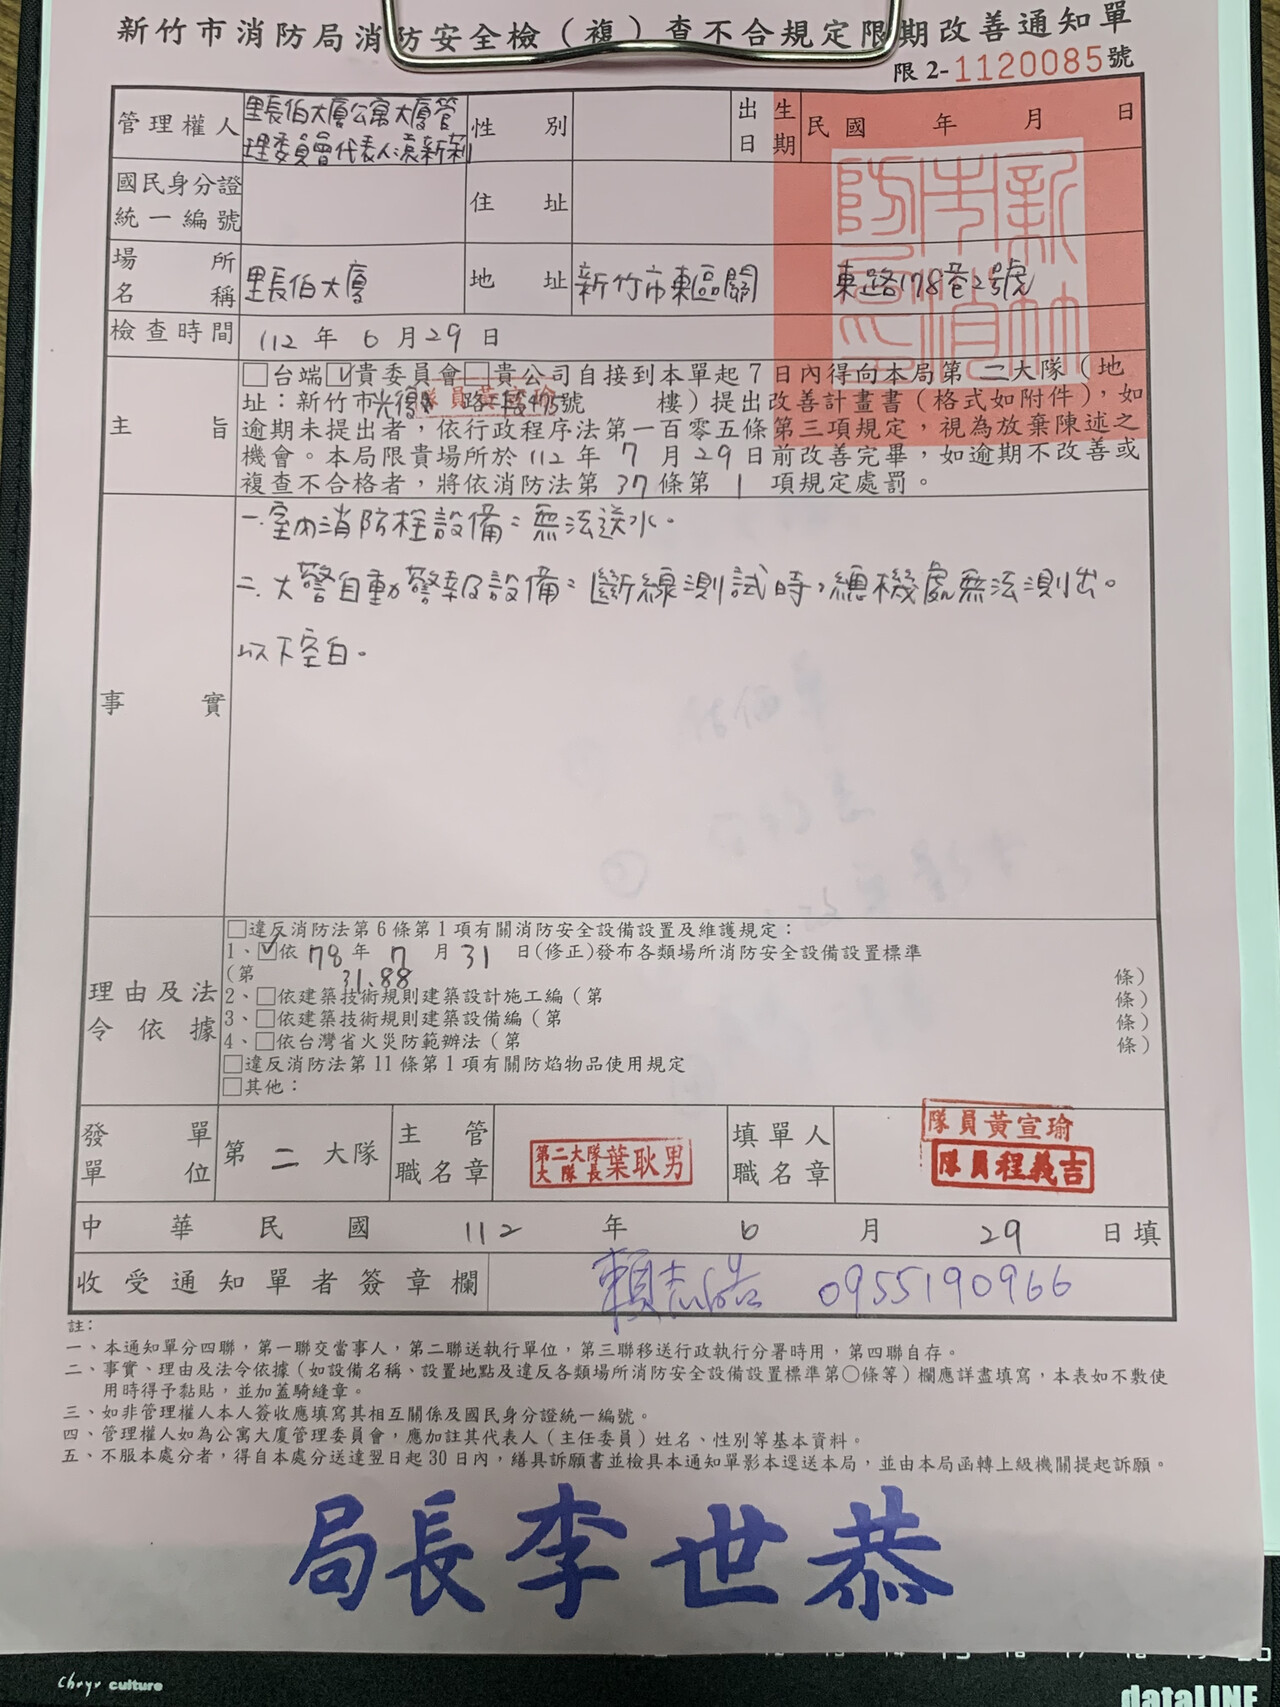 新竹市消防局消防安全檢（複）查不合規定限期改善通知單
限2-1120085號
管理權人 里長伯大廈公寓大廈管理委員會代表人:袁新莉 性別 出生日期 民國 年 月 日
國民身分證統一編號 住址
場所名稱 里長伯大廈 地址 新竹市東區關東路178巷2號
檢查時間 112年6月29日
主旨
□台端☑貴委員會□貴公司自接到本單起7日內得向本局第二大隊（地
址：新竹市光復路二段475號 樓）提出改善計畫書（格式如附件），如
逾期未提出者，依行政程序法第一百零五條第三項規定，視為放棄陳述之
機會。本局限貴場所於112年7月29日前改善完畢，如逾期不改善或
複查不合格者，將依消防法第37條第1項規定處罰。
事實
一.室內消防栓設備：無法送水。
二.火警自動警報設備：斷線測試時，總機處無法測出。
以下空白。
理由及法令依據
□違反消防法第6條第1項有關消防安全設備設置及維護規定：
1、☑依78年7月31日(修正)發布各類場所消防安全設備設置標準
(第 31.88 條)
2、□依建築技術規則建築設計施工編（第 條）
3、□依建築技術規則建築設備編（第 條）
4、□依台灣省火災防範辦法（第 條）
□違反消防法第11條第1項有關防焰物品使用規定
□其他：
發單單位 第二大隊 主管職名章 第二大隊大隊長葉耿男 填單人職名章 隊員黃宣瑜
隊員程義吉
中華民國 112 年 6 月 29 日填
收受通知單者簽章欄 賴志浩 0955190966
註：
一、本通知單分四聯，第一聯交當事人，第二聯送執行單位，第三聯移送行政執行分署時用，第四聯自存。
二、事實、理由及法令依據（如設備名稱、設置地點及違反各類場所消防安全設備設置標準第○條等）欄應詳盡填寫，本表如不敷使
用時得予黏貼，並加蓋騎縫章。
三、如非管理權人本人簽收應填寫其相互關係及國民身分證統一編號。
四、管理權人如為公寓大廈管理委員會，應加註其代表人（主任委員）姓名、性別等基本資料。
五、不服本處分者，得自本處分送達翌日起30日內，繕具訴願書並檢具本通知單影本逕送本局，並由本局函轉上級機關提起訴願。
局長李世恭
culture
dataLINE